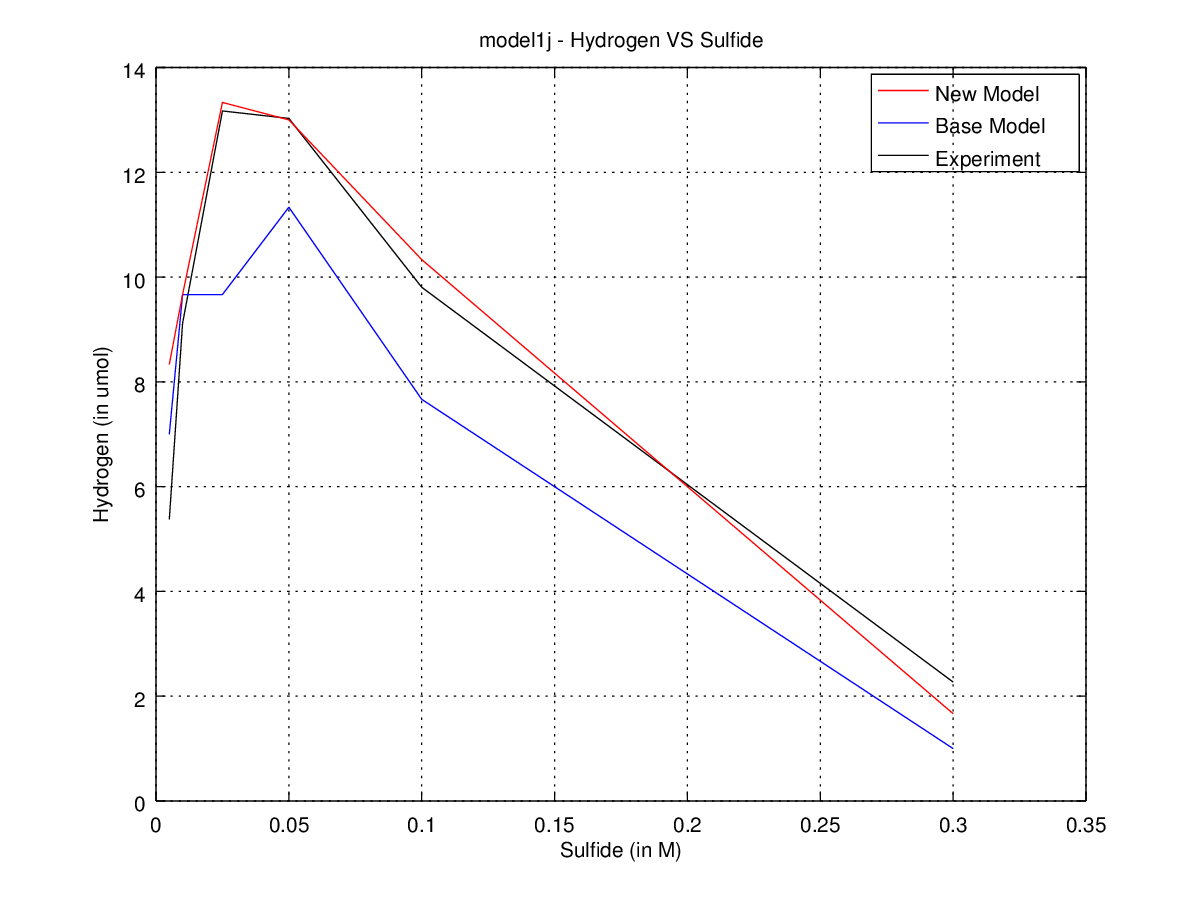 model1j - Hydrogen VS Sulfide
14
12
10
8
6
4
2
0
Hydrogen (in umol)
New Model
Base Model
Experiment
0 0.05 0.1 0.15 0.2 0.25 0.3 0.35
Sulfide (in M)